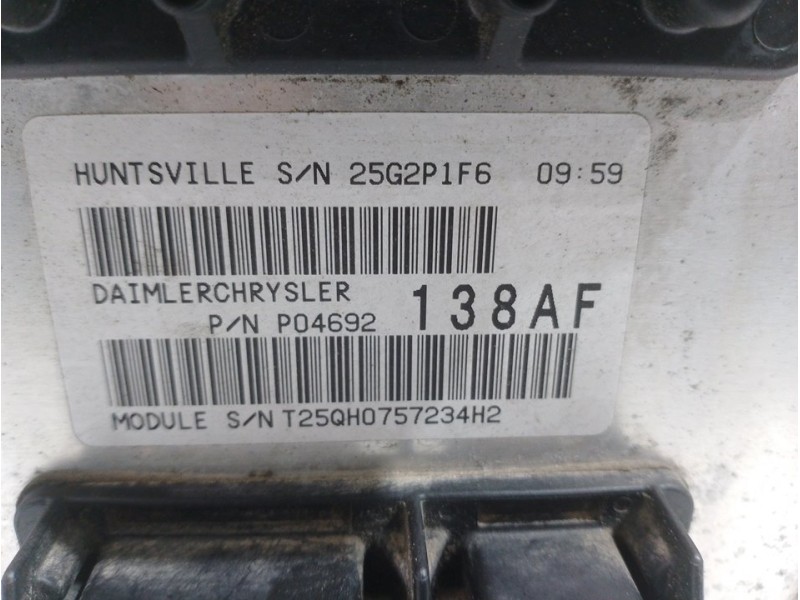 HUNTSVILLE S/N 25G2P1F6 09:59
DAIMLERCHRYSLER
P/N P04692 138AF
MODULE S/N T25QH0757234H2